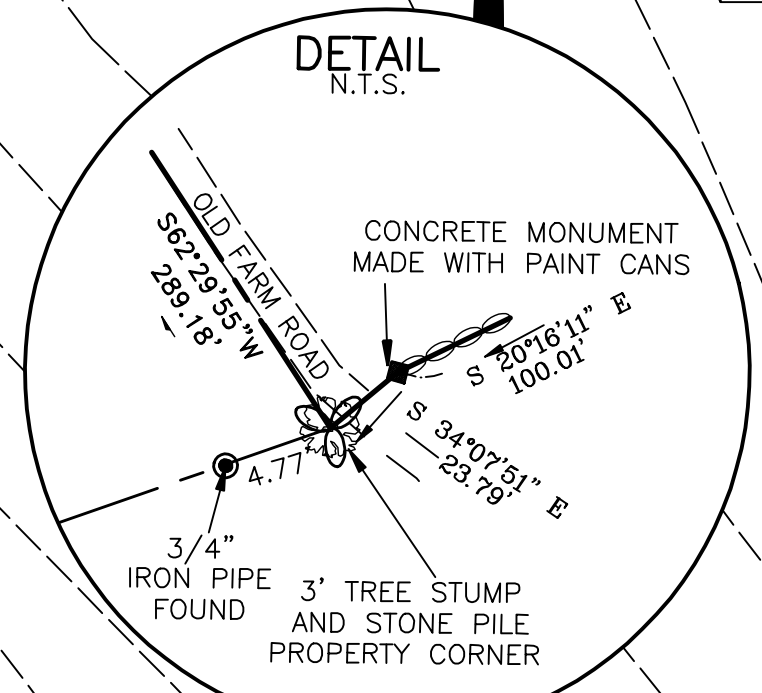 DETAIL
N.T.S.
OLD FARM ROAD
S62°29'55"W
289.18'
CONCRETE MONUMENT
MADE WITH PAINT CANS
S 20°16'11" E
100.01'
S 34°07'51" E
23.79'
4.77'
3/4"
IRON PIPE
FOUND
3' TREE STUMP
AND STONE PILE
PROPERTY CORNER